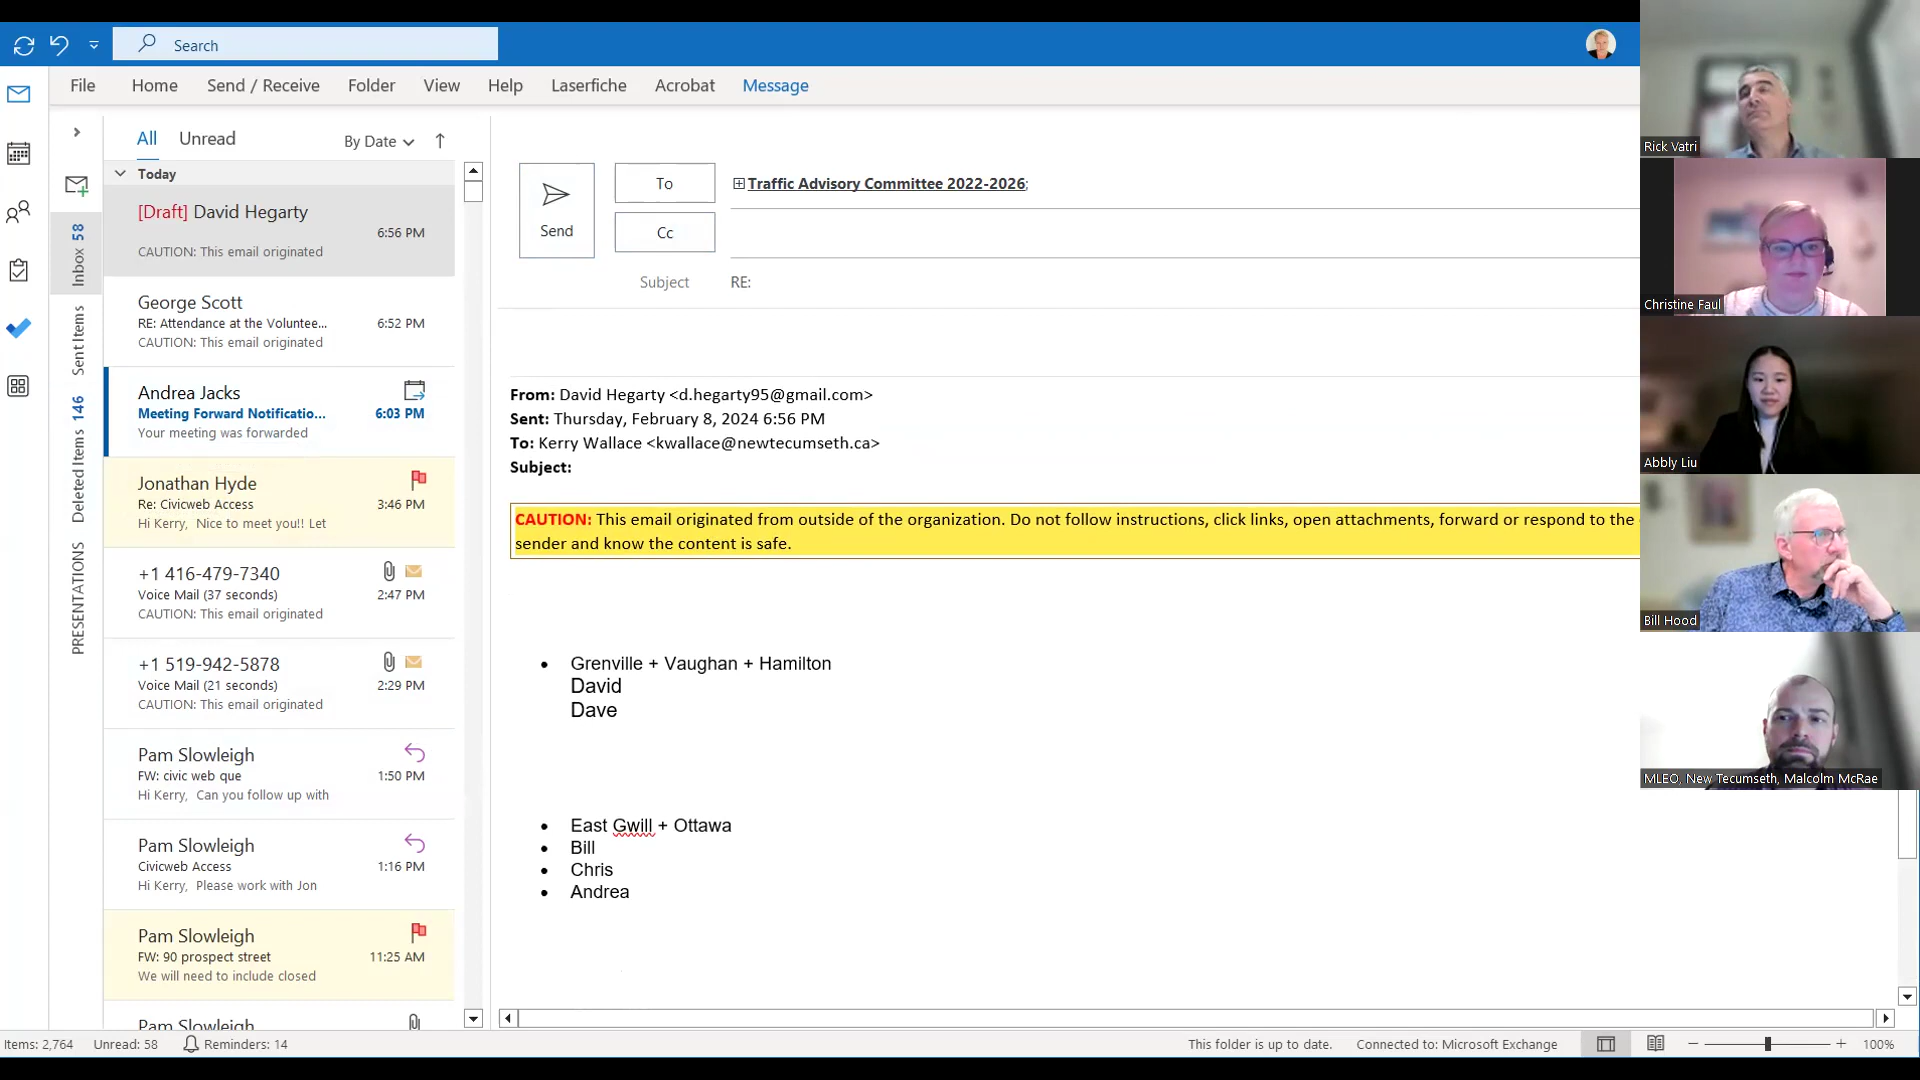 Search
File
Home
Send / Receive
Folder
View
Help
Laserfiche
Acrobat
Message
All
Unread
By Date
Today
[Draft] David Hegarty
6:56 PM
CAUTION: This email originated
George Scott
RE: Attendance at the Voluntee...
6:52 PM
CAUTION: This email originated
Andrea Jacks
Meeting Forward Notificatio...
6:03 PM
Your meeting was forwarded
Jonathan Hyde
Re: Civicweb Access
3:46 PM
Hi Kerry,  Nice to meet you!! Let
+1 416-479-7340
Voice Mail (37 seconds)
2:47 PM
CAUTION: This email originated
+1 519-942-5878
Voice Mail (21 seconds)
2:29 PM
CAUTION: This email originated
Pam Slowleigh
FW: civic web que
1:50 PM
Hi Kerry,  Can you follow up with
Pam Slowleigh
Civicweb Access
1:16 PM
Hi Kerry,  Please work with Jon
Pam Slowleigh
FW: 90 prospect street
11:25 AM
We will need to include closed
Pam Slowleigh
Inbox 58
Sent Items
Deleted Items 146
PRESENTATIONS
Send
To
Traffic Advisory Committee 2022-2026;
Cc
Subject
RE:
From: David Hegarty <d.hegarty95@gmail.com>
Sent: Thursday, February 8, 2024 6:56 PM
To: Kerry Wallace <kwallace@newtecumseth.ca>
Subject:
CAUTION: This email originated from outside of the organization. Do not follow instructions, click links, open attachments, forward or respond to the
sender and know the content is safe.
• Grenville + Vaughan + Hamilton
David
Dave
• East Gwill + Ottawa
• Bill
• Chris
• Andrea
Rick Vatri
Christine Faul
Abbly Liu
Bill Hood
MLEO, New Tecumseth, Malcolm McRae
Items: 2,764
Unread: 58
Reminders: 14
This folder is up to date.
Connected to: Microsoft Exchange
100%